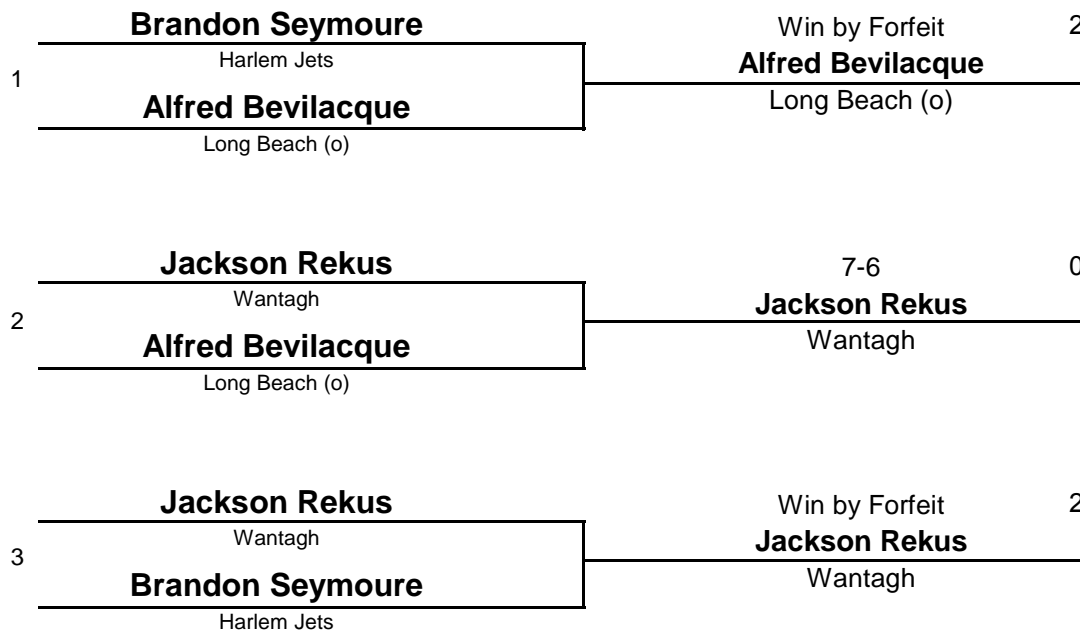 Brandon Seymoure
Harlem Jets
1
Alfred Bevilacque
Long Beach (o)
Win by Forfeit 2
Alfred Bevilacque
Long Beach (o)
Jackson Rekus
Wantagh
2
Alfred Bevilacque
Long Beach (o)
7-6 0
Jackson Rekus
Wantagh
Jackson Rekus
Wantagh
3
Brandon Seymoure
Harlem Jets
Win by Forfeit 2
Jackson Rekus
Wantagh